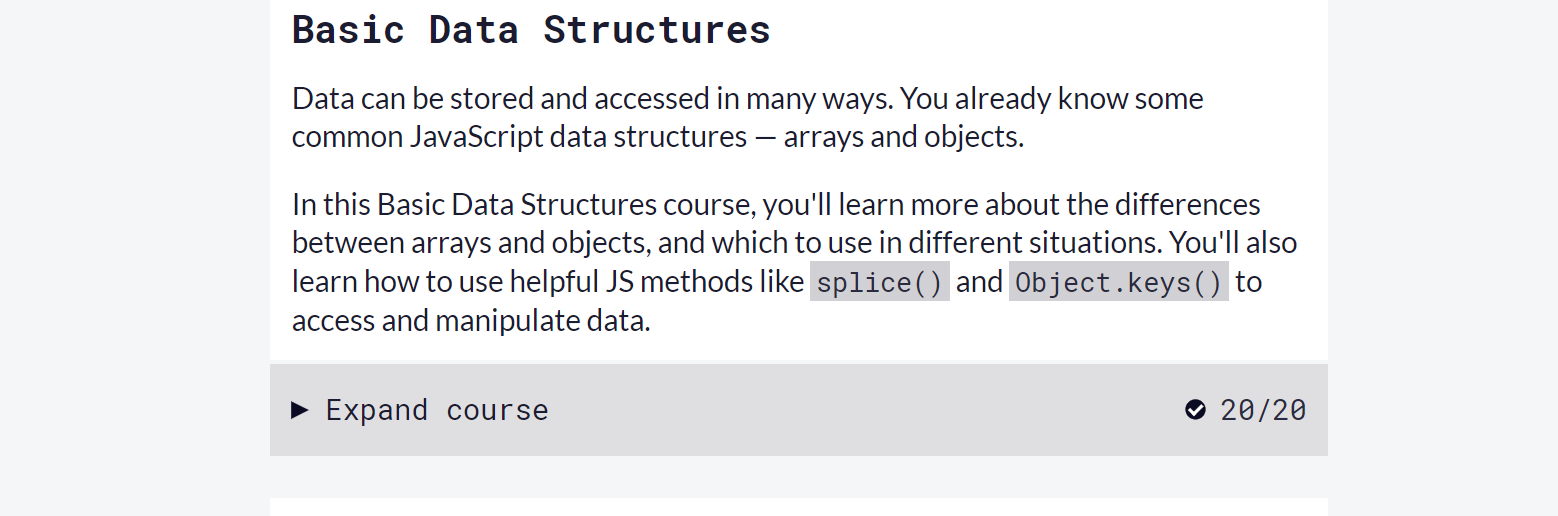 Basic Data Structures
Data can be stored and accessed in many ways. You already know some
common JavaScript data structures — arrays and objects.
In this Basic Data Structures course, you'll learn more about the differences
between arrays and objects, and which to use in different situations. You'll also
learn how to use helpful JS methods like splice() and Object.keys() to
access and manipulate data.
Expand course 20/20